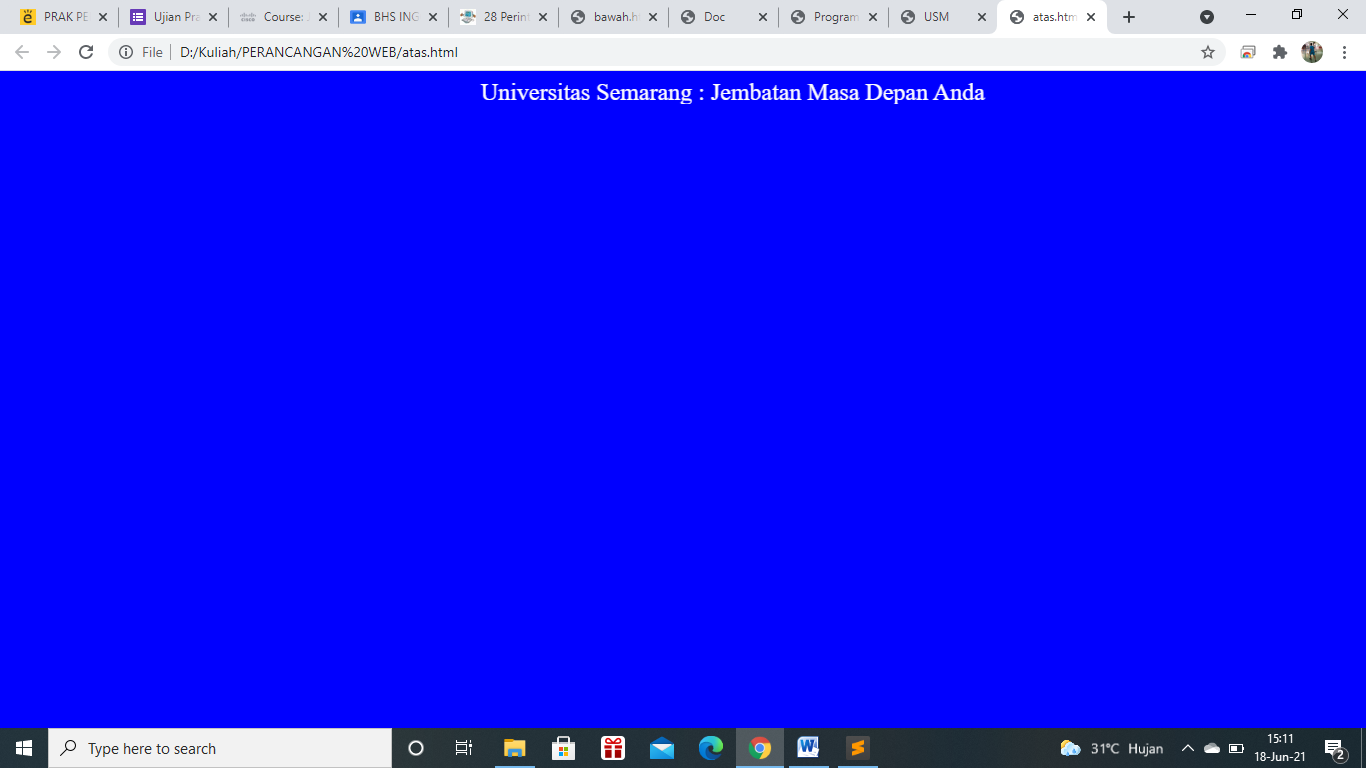 PRAK PE
Ujian Pra
Course: J
BHS ING
28 Perint
bawah.h
Doc
Program
USM
atas.htm
File
D:/Kuliah/PERANCANGAN%20WEB/atas.html
Universitas Semarang : Jembatan Masa Depan Anda
Type here to search
31°C Hujan
15:11
18-Jun-21
2